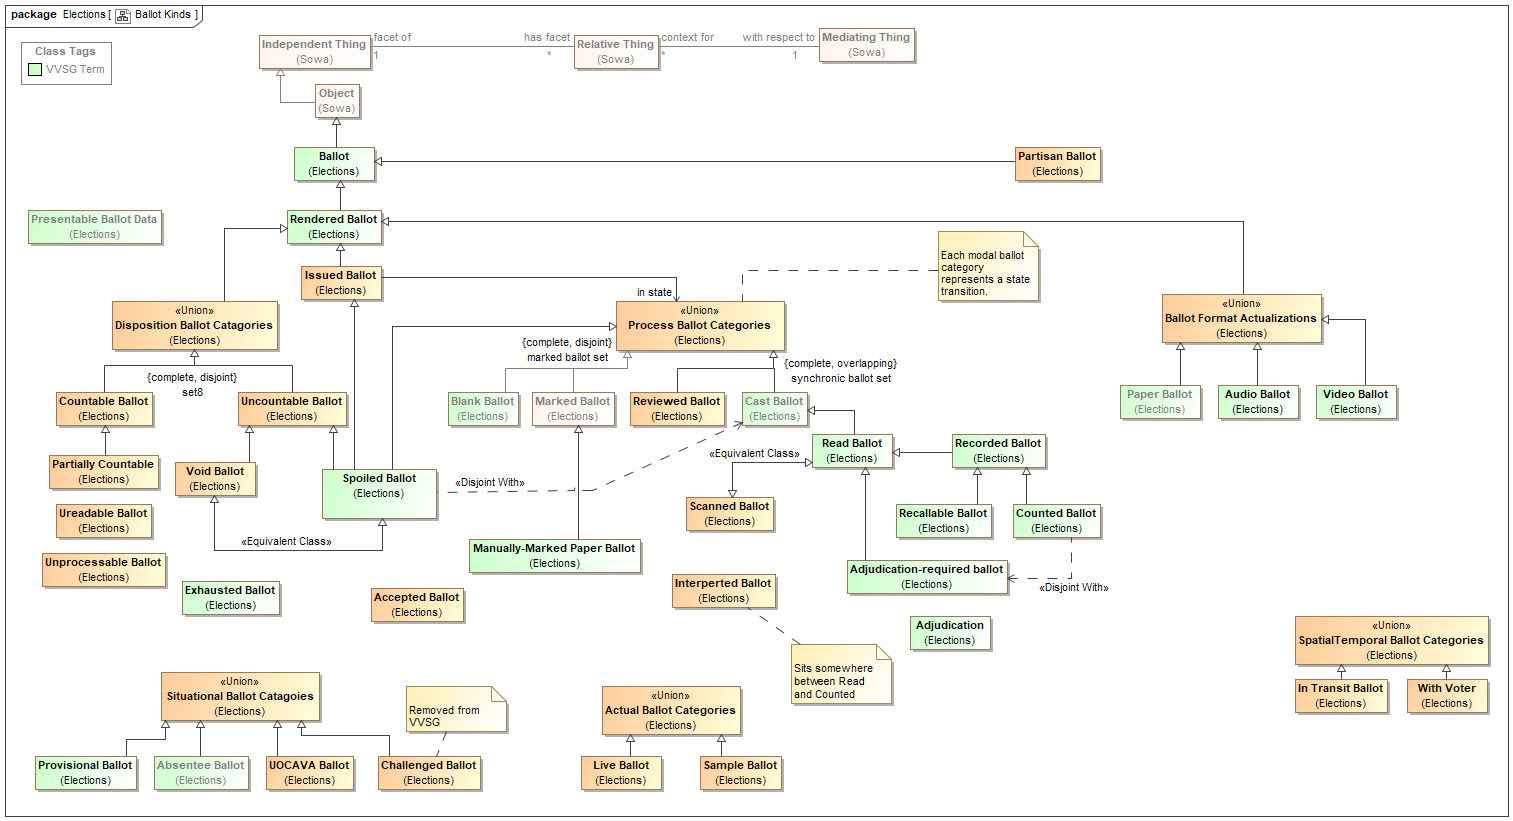 package Elections [ Ballot Kinds ]
Class Tags
VVSG Term
Independent Thing
(Sowa)
facet of
1
has facet
*
Relative Thing
(Sowa)
context for
*
with respect to
1
Mediating Thing
(Sowa)
Object
(Sowa)
Ballot
(Elections)
Partisan Ballot
(Elections)
Presentable Ballot Data
(Elections)
Rendered Ballot
(Elections)
Issued Ballot
(Elections)
in state
Each modal ballot
category
represents a state
transition.
«Union»
Disposition Ballot Catagories
(Elections)
«Union»
Process Ballot Categories
(Elections)
«Union»
Ballot Format Actualizations
(Elections)
{complete, disjoint}
marked ballot set
{complete, overlapping}
synchronic ballot set
{complete, disjoint}
set8
Countable Ballot
(Elections)
Uncountable Ballot
(Elections)
Blank Ballot
(Elections)
Marked Ballot
(Elections)
Reviewed Ballot
(Elections)
Cast Ballot
(Elections)
Paper Ballot
(Elections)
Audio Ballot
(Elections)
Video Ballot
(Elections)
Partially Countable
(Elections)
Void Ballot
(Elections)
Spoiled Ballot
(Elections)
«Disjoint With»
«Equivalent Class»
Read Ballot
(Elections)
Recorded Ballot
(Elections)
Ureadable Ballot
(Elections)
Scanned Ballot
(Elections)
Recallable Ballot
(Elections)
Counted Ballot
(Elections)
«Equivalent Class»
Unprocessable Ballot
(Elections)
Manually-Marked Paper Ballot
(Elections)
Adjudication-required ballot
(Elections)
«Disjoint With»
Exhausted Ballot
(Elections)
Accepted Ballot
(Elections)
Interperted Ballot
(Elections)
Adjudication
(Elections)
Sits somewhere
between Read
and Counted
«Union»
SpatialTemporal Ballot Categories
(Elections)
In Transit Ballot
(Elections)
With Voter
(Elections)
«Union»
Situational Ballot Catagoies
(Elections)
Removed from
VVSG
«Union»
Actual Ballot Categories
(Elections)
Provisional Ballot
(Elections)
Absentee Ballot
(Elections)
UOCAVA Ballot
(Elections)
Challenged Ballot
(Elections)
Live Ballot
(Elections)
Sample Ballot
(Elections)